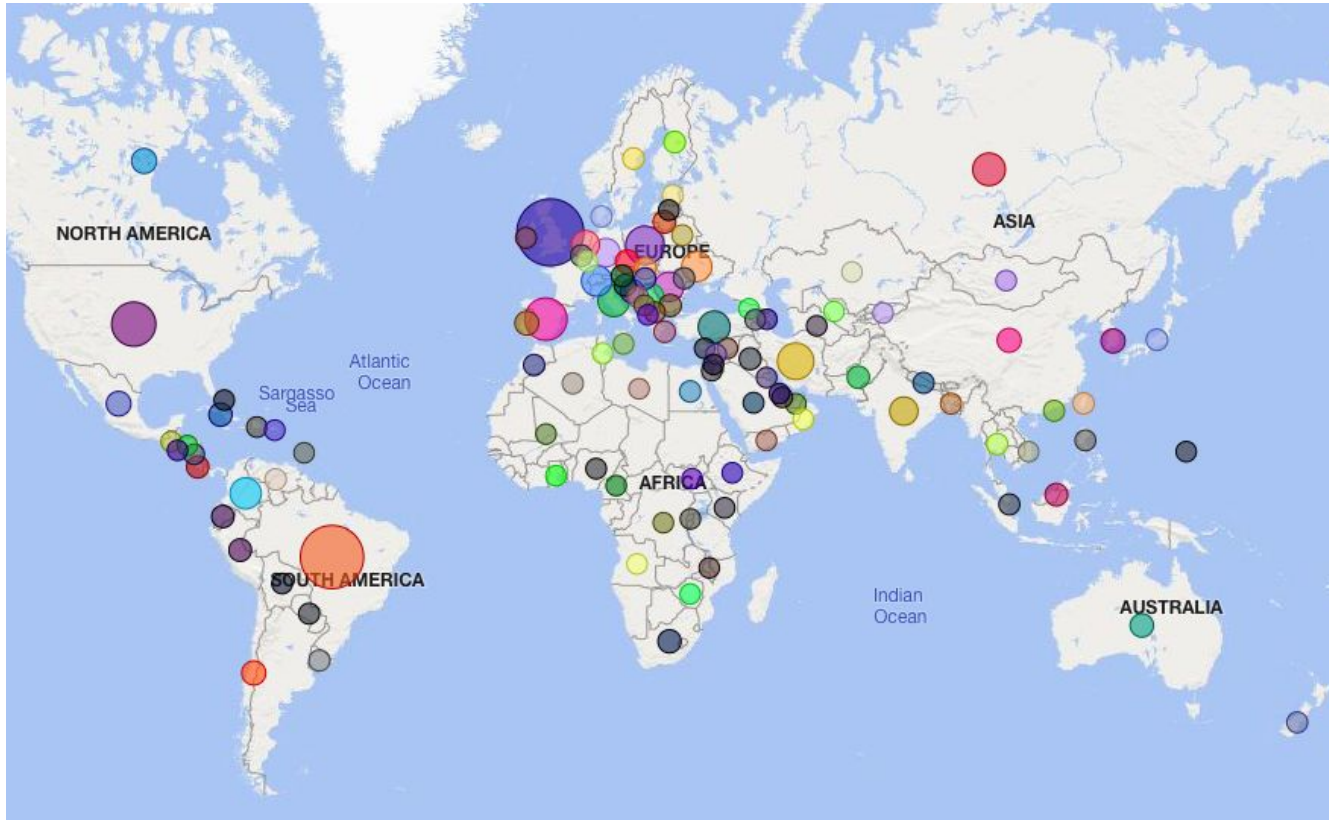 NORTH AMERICA
ASIA
EUROPE
Atlantic
Ocean
Sargasso
Sea
AFRICA
SOUTH AMERICA
Indian
Ocean
AUSTRALIA